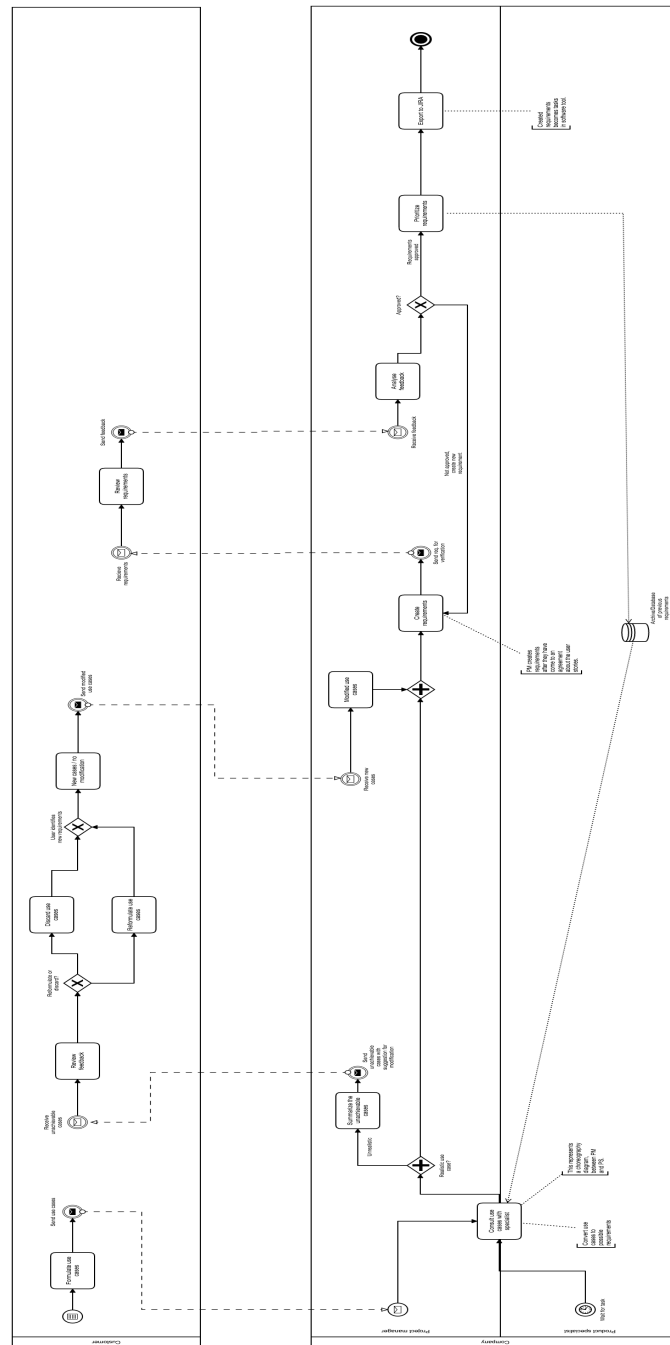 Customer
Formulate use
cases
Send use cases
Receive
unachievable
cases
Review
feedback
Reformulate or
discard?
Discard use
cases
Reformulate use
cases
User identifies
new requirements
New cases / no
modification
Send modified
use cases
Recieve
requirements
Review
requirements
Send feedback
Company
Project manager
Product specialist
Wait for task
Consult use
cases with
specialist
Convert use
cases to
possible
requirements
This represents
a choreography
diagram,
between PM
and PS.
Realistic use
case?
Unrealistic
Summarize the
unachievable
cases
Send
unachievable
cases with
suggestion for
modification
Receive new
cases
Modified use
cases
Create
requirements
PM creates
requirements
after they have
come to an
agreement
about the user
stories.
Send req. for
verification
Receive feedback
Analyse
feedback
Approved?
Not approved,
create new
requirement
Requirements
approved
Prioritize
requirements
Archive/Database
of previous
requirements
Export to JIRA
Created
requirements
becomes tasks
in software tool.